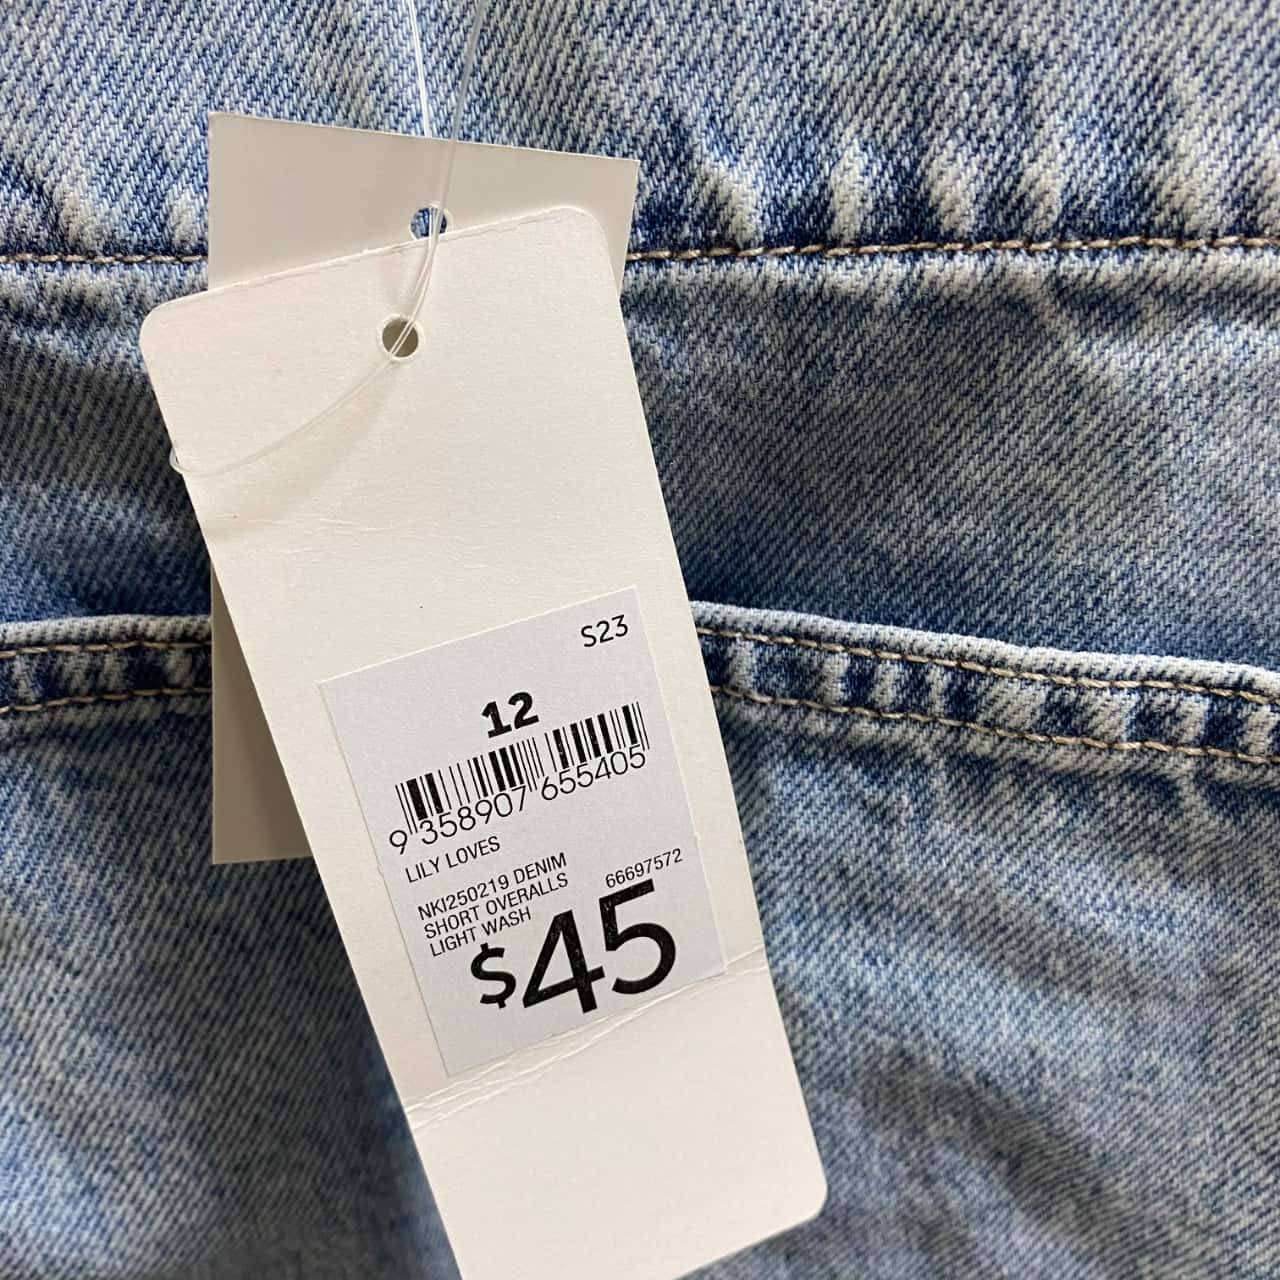 S23
12
9 358907 655405
LILY LOVES
NKI250219 DENIM 66697572
SHORT OVERALLS
LIGHT WASH
$45